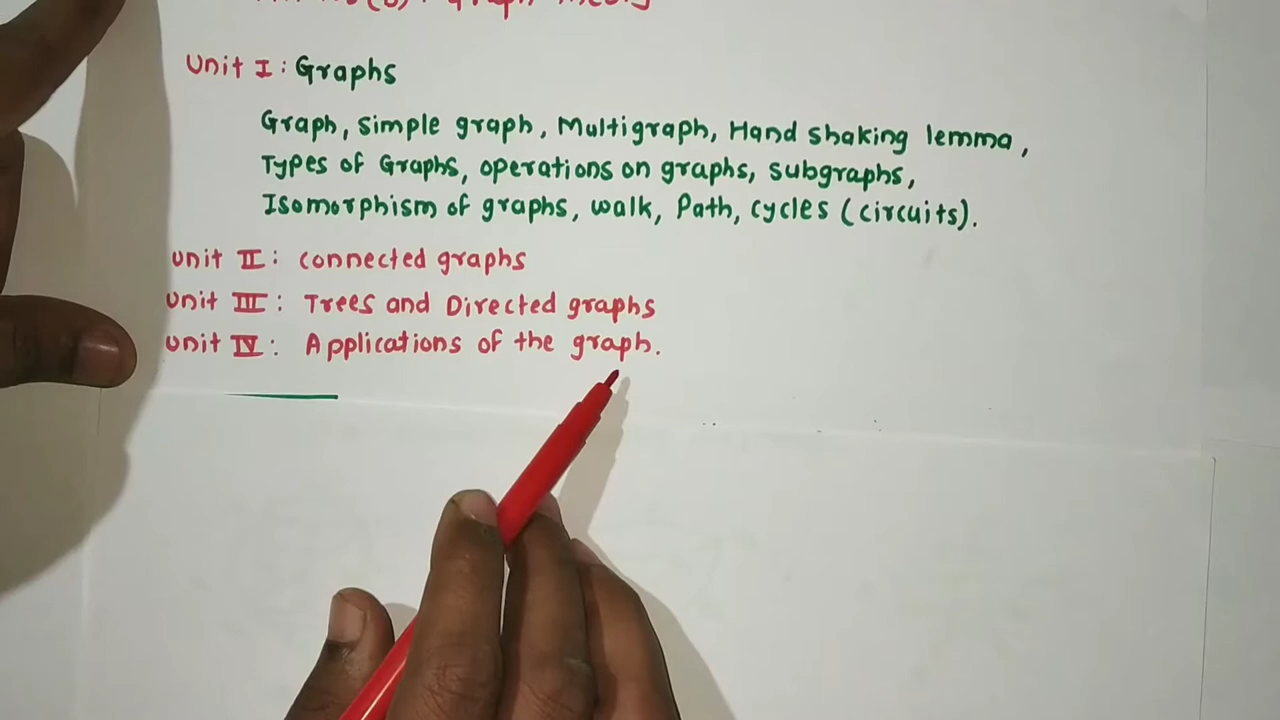 Graph
Unit I: Graphs
Graph, Simple graph, Multigraph, Hand shaking lemma,
Types of Graphs, operations on graphs, subgraphs,
Isomorphism of graphs, walk, Path, cycles (circuits).
Unit II: connected graphs
Unit III: Trees and Directed graphs
Unit IV: Applications of the graph.